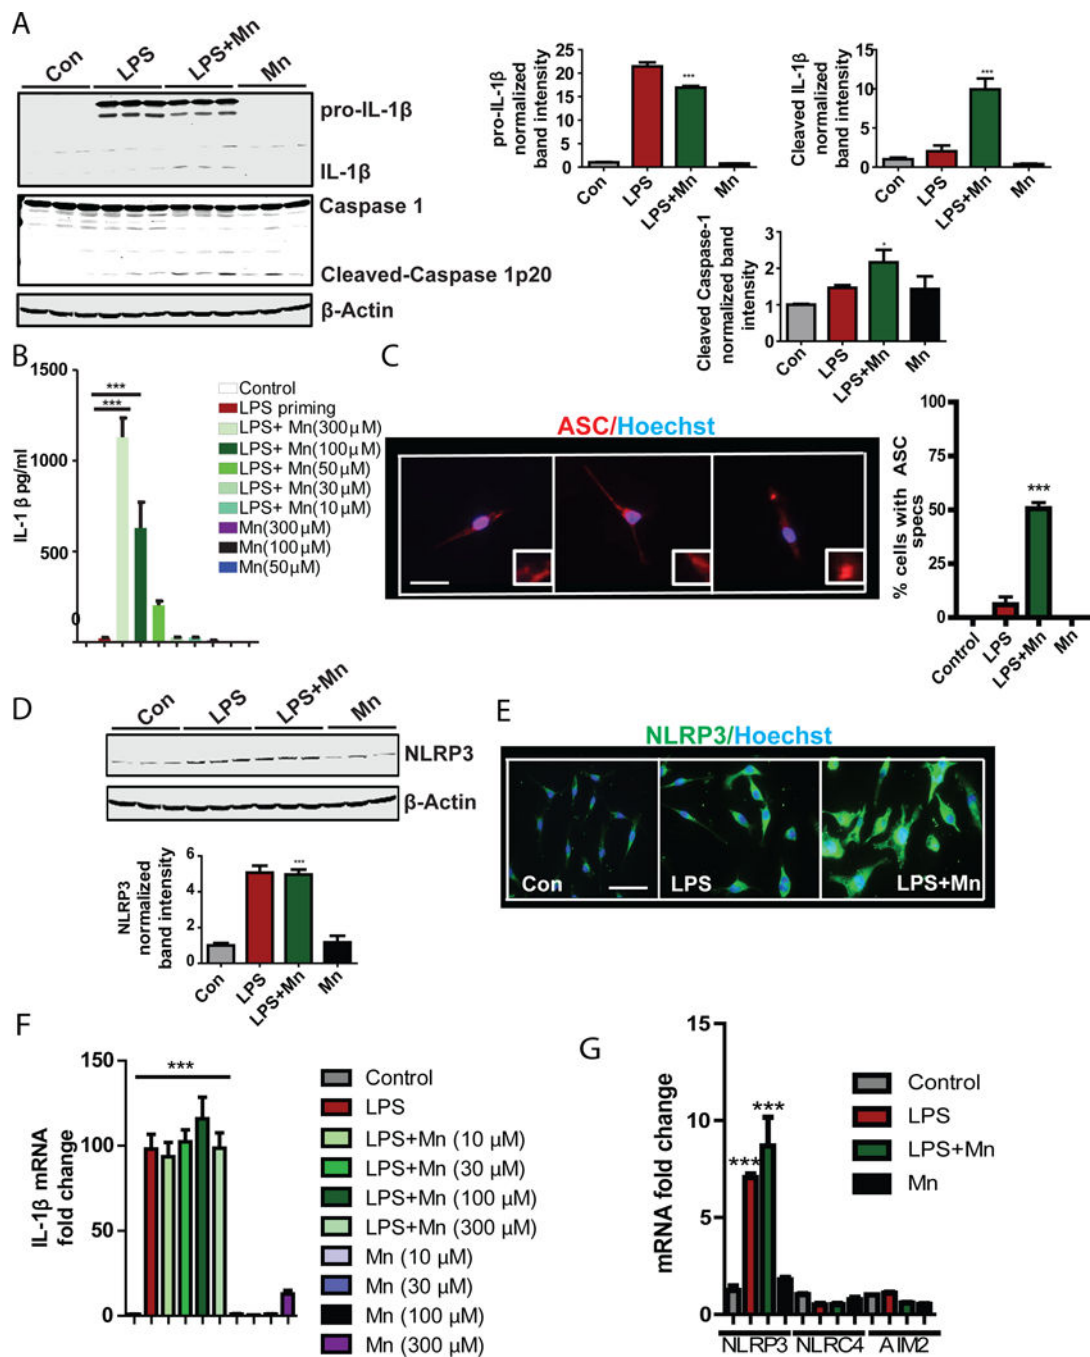 A
Con LPS LPS+Mn Mn
pro-IL-1β
IL-1β
Caspase 1
Cleaved-Caspase 1p20
β-Actin
pro-IL-1β
normalized
band intensity
25
20
15
10
5
0
***
Con LPS LPS+Mn Mn
Cleaved IL-1β
normalized
band intensity
15
10
5
0
***
Con LPS LPS+Mn Mn
Cleaved Caspase-1
normalized band
intensity
3
2
1
0
*
Con LPS LPS+Mn Mn
B
IL-1 β pg/ml
1500
1000
500
0
***
***
Control
LPS priming
LPS+ Mn(300μM)
LPS+ Mn(100μM)
LPS+ Mn(50μM)
LPS+ Mn(30 μM)
LPS+ Mn(10 μM)
Mn(300 μM)
Mn(100 μM)
Mn(50μM)
C
ASC/Hoechst
% cells with ASC
specs
100
75
50
25
0
***
Control LPS LPS+Mn Mn
D
Con LPS LPS+Mn Mn
NLRP3
β-Actin
NLRP3
normalized
band intensity
6
4
2
0
***
Con LPS LPS+Mn Mn
E
NLRP3/Hoechst
Con LPS LPS+Mn
F
IL-1β mRNA
fold change
150
100
50
0
***
Control
LPS
LPS+Mn (10 μM)
LPS+Mn (30 μM)
LPS+Mn (100 μM)
LPS+Mn (300 μM)
Mn (10 μM)
Mn (30 μM)
Mn (100 μM)
Mn (300 μM)
G
mRNA fold change
15
10
5
0
*** ***
Control
LPS
LPS+Mn
Mn
NLRP3 NLRC4 AIM2